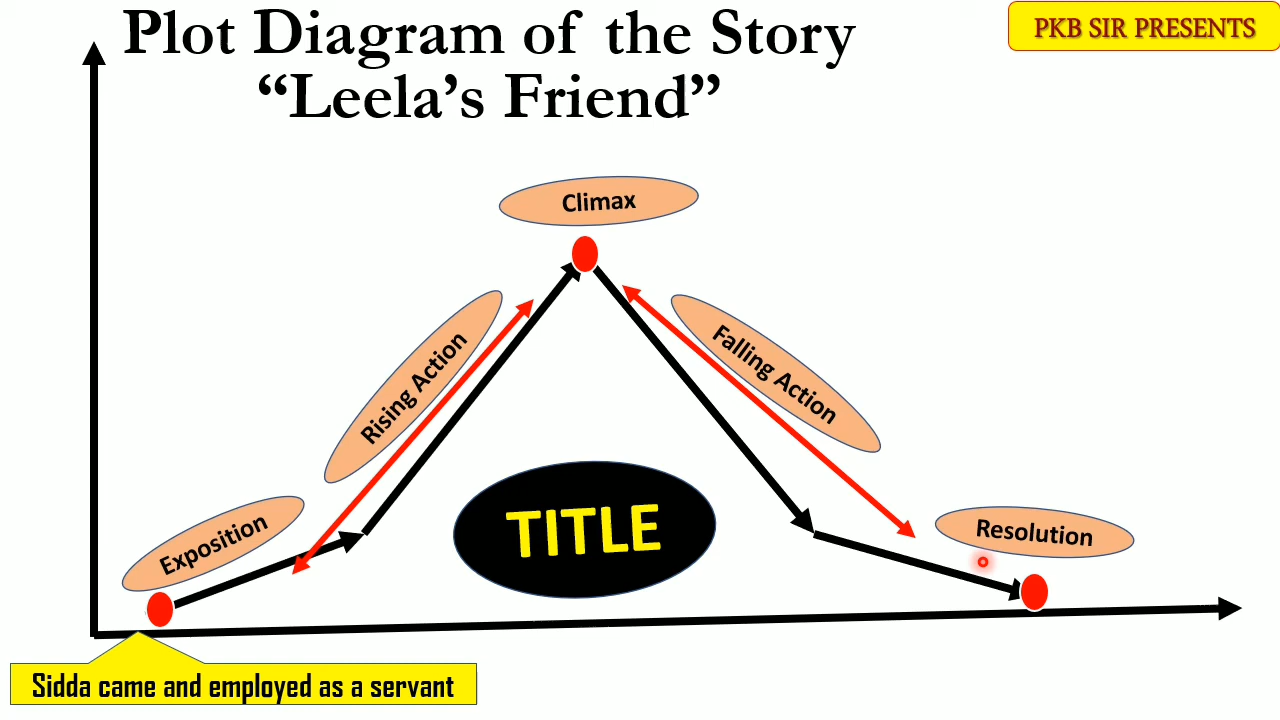 Plot Diagram of the Story
“Leela’s Friend”
PKB SIR PRESENTS
Climax
Rising Action
Falling Action
Exposition
TITLE
Resolution
Sidda came and employed as a servant